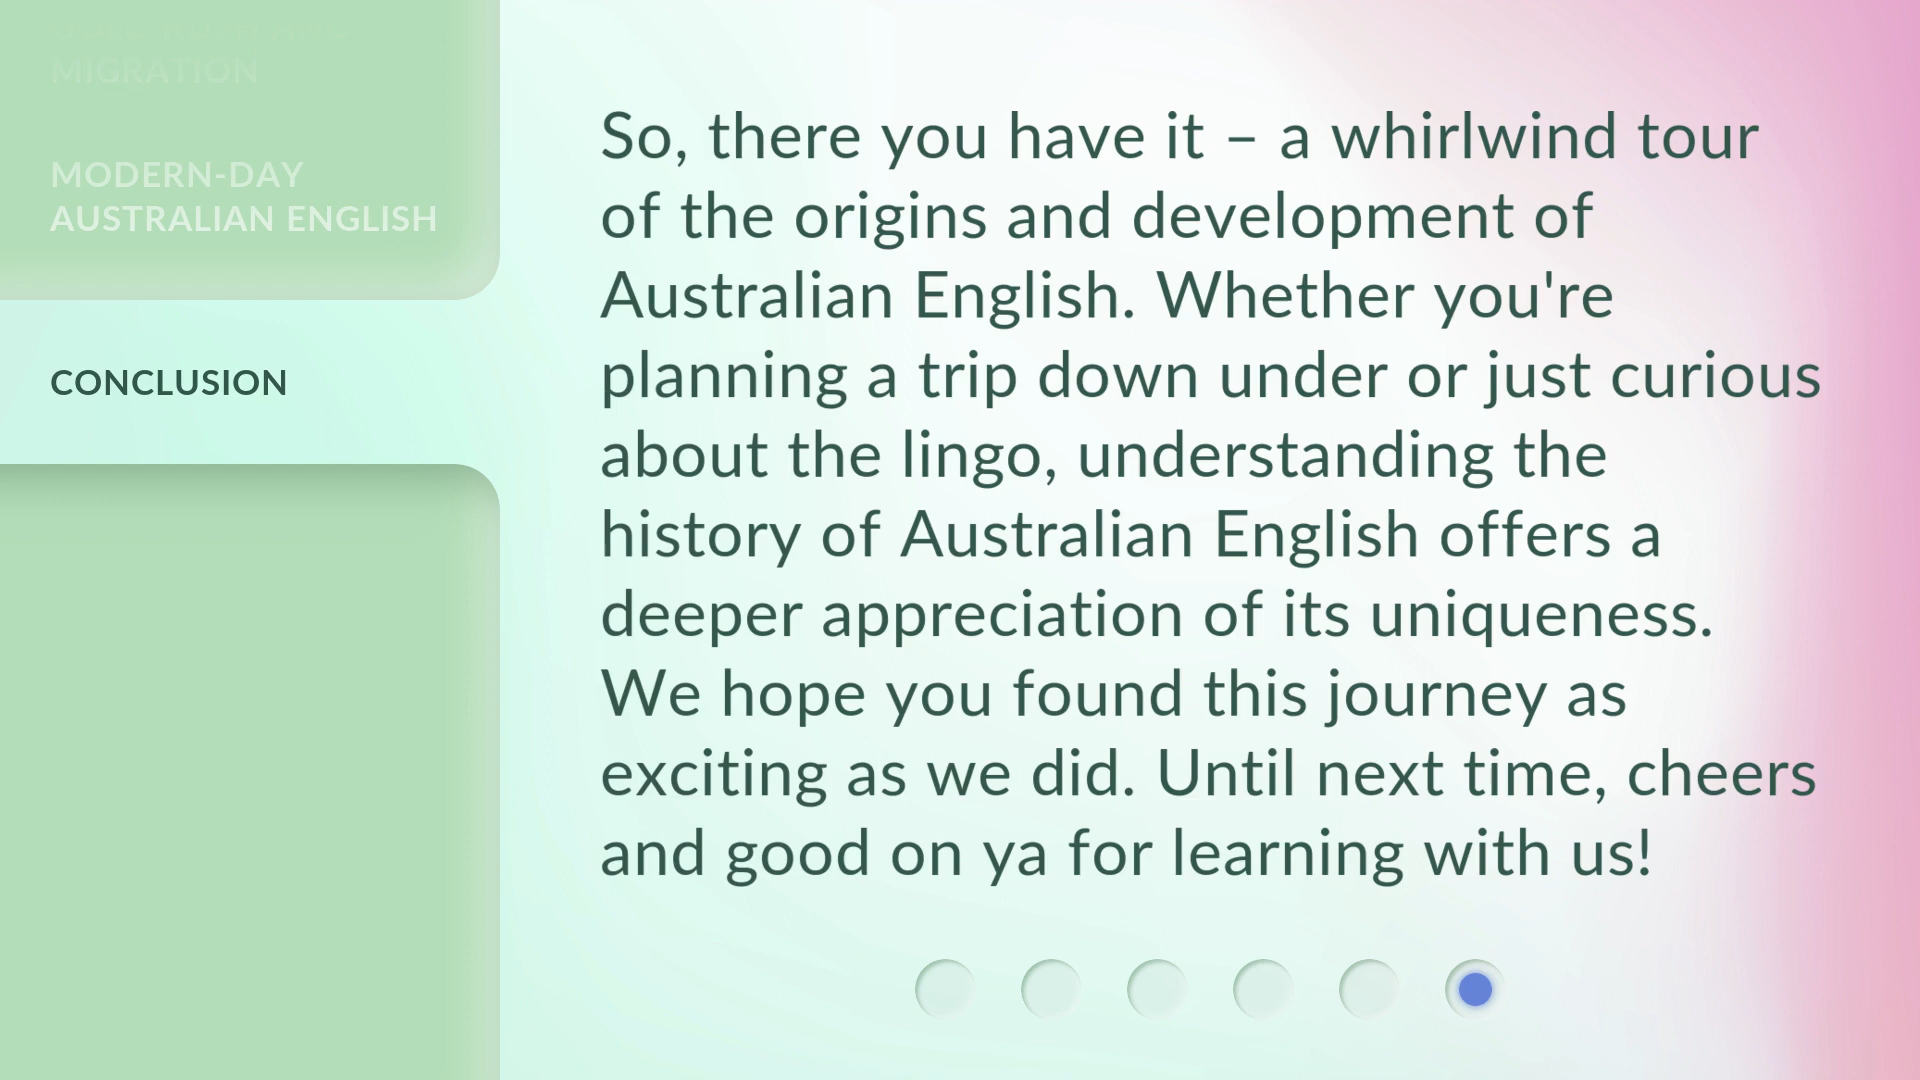 MIGRATION
MODERN-DAY
AUSTRALIAN ENGLISH
CONCLUSION
So, there you have it – a whirlwind tour
of the origins and development of
Australian English. Whether you're
planning a trip down under or just curious
about the lingo, understanding the
history of Australian English offers a
deeper appreciation of its uniqueness.
We hope you found this journey as
exciting as we did. Until next time, cheers
and good on ya for learning with us!